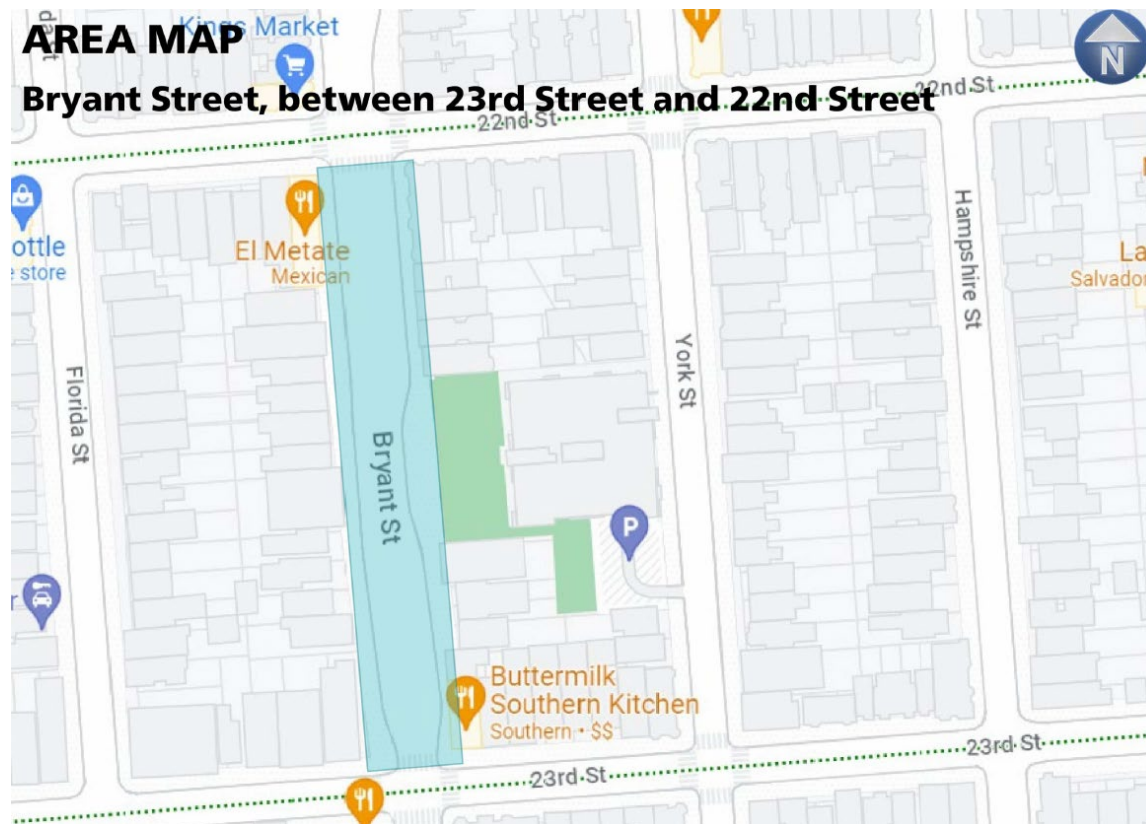 Kings Market
AREA MAP
Bryant Street, between 23rd Street and 22nd Street
22nd St
22nd St
N
ottle
e store
El Metate
Mexican
Hampshire St
La
Salvador
York St
Florida St
Bryant St
P
r
Buttermilk
Southern Kitchen
Southern • $$
23rd St
23rd St